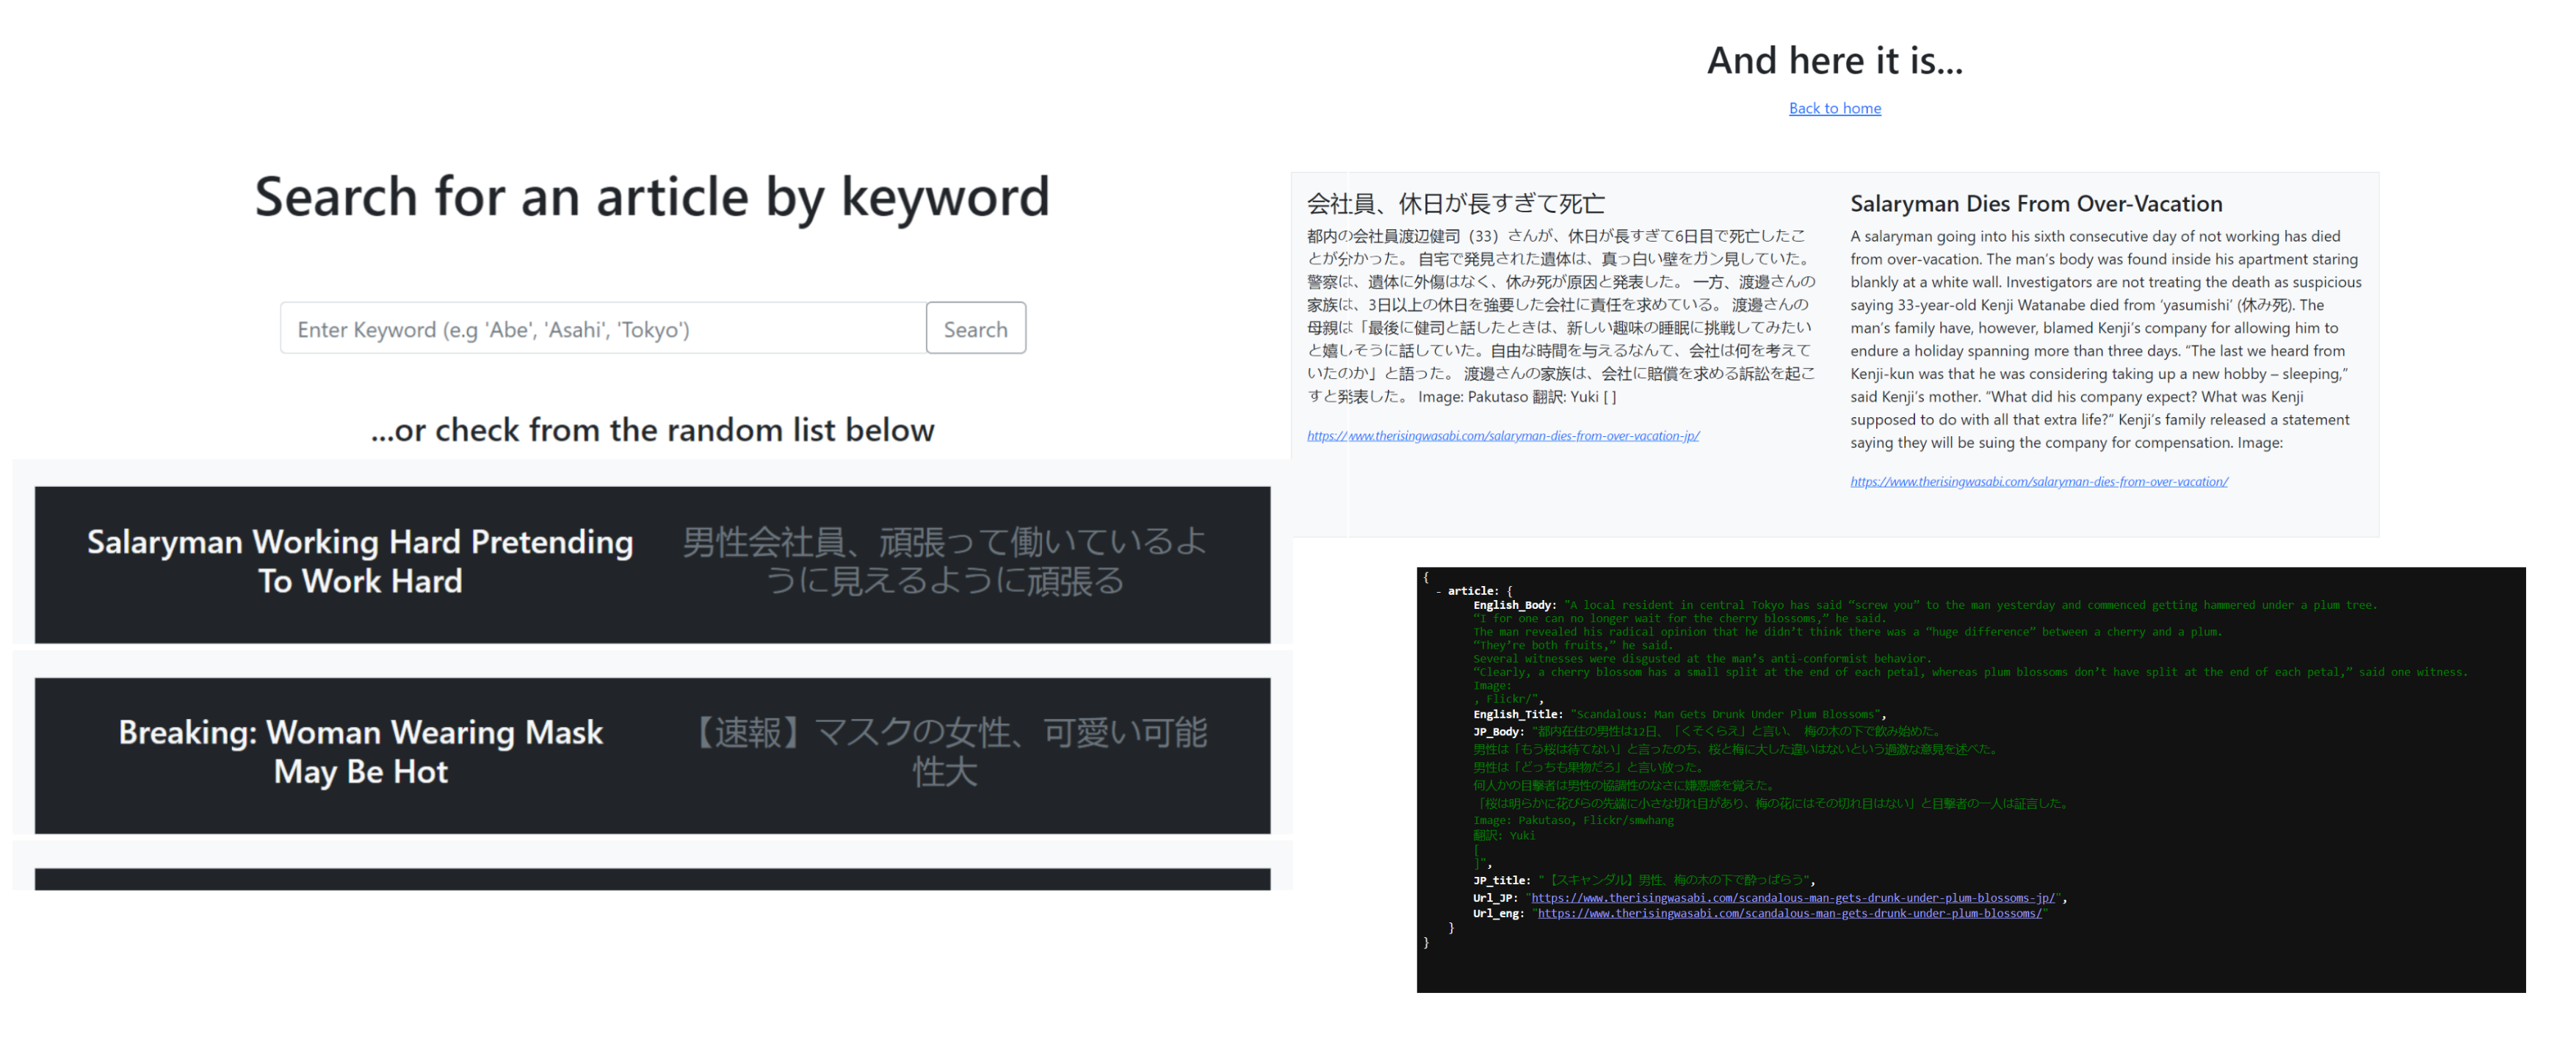 Search for an article by keyword
Enter Keyword (e.g 'Abe', 'Asahi', 'Tokyo')
Search
...or check from the random list below
Salaryman Working Hard Pretending
To Work Hard
男性会社員、頑張って働いているよ
うに見えるように頑張る
Breaking: Woman Wearing Mask
May Be Hot
【速報】マスクの女性、可愛い可能
性大
And here it is...
Back to home
会社員、休日が長すぎて死亡
都内の会社員渡辺健司（33）さんが、休日が長すぎて6日目で死亡したこ
とが分かった。 自宅で発見された遺体は、真っ白い壁をガン見していた。
警察は、遺体に外傷はなく、休み死が原因と発表した。 一方、渡邊さんの
家族は、3日以上の休日を強要した会社に責任を求めている。 渡邊さんの
母親は「最後に健司と話したときは、新しい趣味の睡眠に挑戦してみたい
と嬉しそうに話していた。自由な時間を与えるなんて、会社は何を考えて
いたのか」と語った。 渡邊さんの家族は、会社に賠償を求める訴訟を起こ
すと発表した。 Image: Pakutaso 翻訳: Yuki [ ]
https://www.therisingwasabi.com/salaryman-dies-from-over-vacation-jp/
Salaryman Dies From Over-Vacation
A salaryman going into his sixth consecutive day of not working has died
from over-vacation. The man's body was found inside his apartment staring
blankly at a white wall. Investigators are not treating the death as suspicious
saying 33-year-old Kenji Watanabe died from ‘yasumishi’ (休み死). The
man's family have, however, blamed Kenji's company for allowing him to
endure a holiday spanning more than three days. “The last we heard from
Kenji-kun was that he was considering taking up a new hobby – sleeping,”
said Kenji's mother. “What did his company expect? What was Kenji
supposed to do with all that extra life?” Kenji's family released a statement
saying they will be suing the company for compensation. Image:
https://www.therisingwasabi.com/salaryman-dies-from-over-vacation/
{
- article: {
English_Body: "A local resident in central Tokyo has said “screw you” to the man yesterday and commenced getting hammered under a plum tree.
“I for one can no longer wait for the cherry blossoms,” he said.
The man revealed his radical opinion that he didn’t think there was a “huge difference” between a cherry and a plum.
“They’re both fruits,” he said.
Several witnesses were disgusted at the man’s anti-conformist behavior.
“Clearly, a cherry blossom has a small split at the end of each petal, whereas plum blossoms don’t have split at the end of each petal,” said one witness.
Image:
, Flickr/",
English_Title: "Scandalous: Man Gets Drunk Under Plum Blossoms",
JP_Body: "都内在住の男性は12日、「くそくらえ」と言い、 梅の木の下で飲み始めた。
男性は「もう桜は待てない」と言ったのち、桜と梅に大した違いはないという過激な意見を述べた。
男性は「どっちも果物だろ」と言い放った。
何人かの目撃者は男性の協調性のなさに嫌悪感を覚えた。
「桜は明らかに花びらの先端に小さな切れ目があり、梅の花にはその切れ目はない」と目撃者の一人は証言した。
Image: Pakutaso, Flickr/smwhang
翻訳: Yuki
[
]",
JP_title: "【スキャンダル】男性、梅の木の下で酔っぱらう",
Url_JP: "https://www.therisingwasabi.com/scandalous-man-gets-drunk-under-plum-blossoms-jp/",
Url_eng: "https://www.therisingwasabi.com/scandalous-man-gets-drunk-under-plum-blossoms/"
}
}